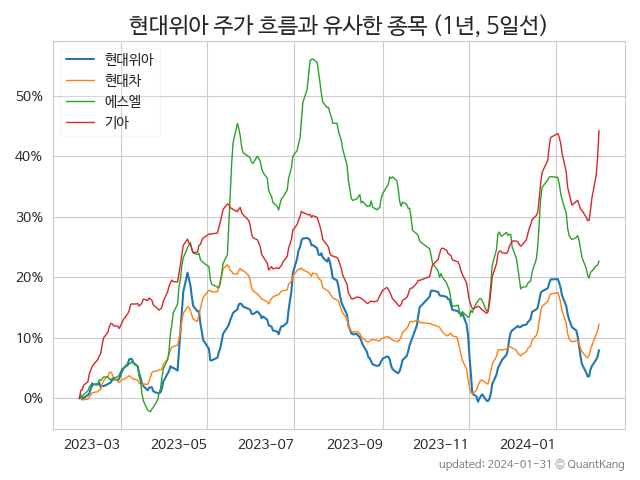 현대위아 주가 흐름과 유사한 종목 (1년, 5일선)
현대위아
현대차
에스엘
기아
50%
40%
30%
20%
10%
0%
2023-03 2023-05 2023-07 2023-09 2023-11 2024-01
updated: 2024-01-31 © QuantKang